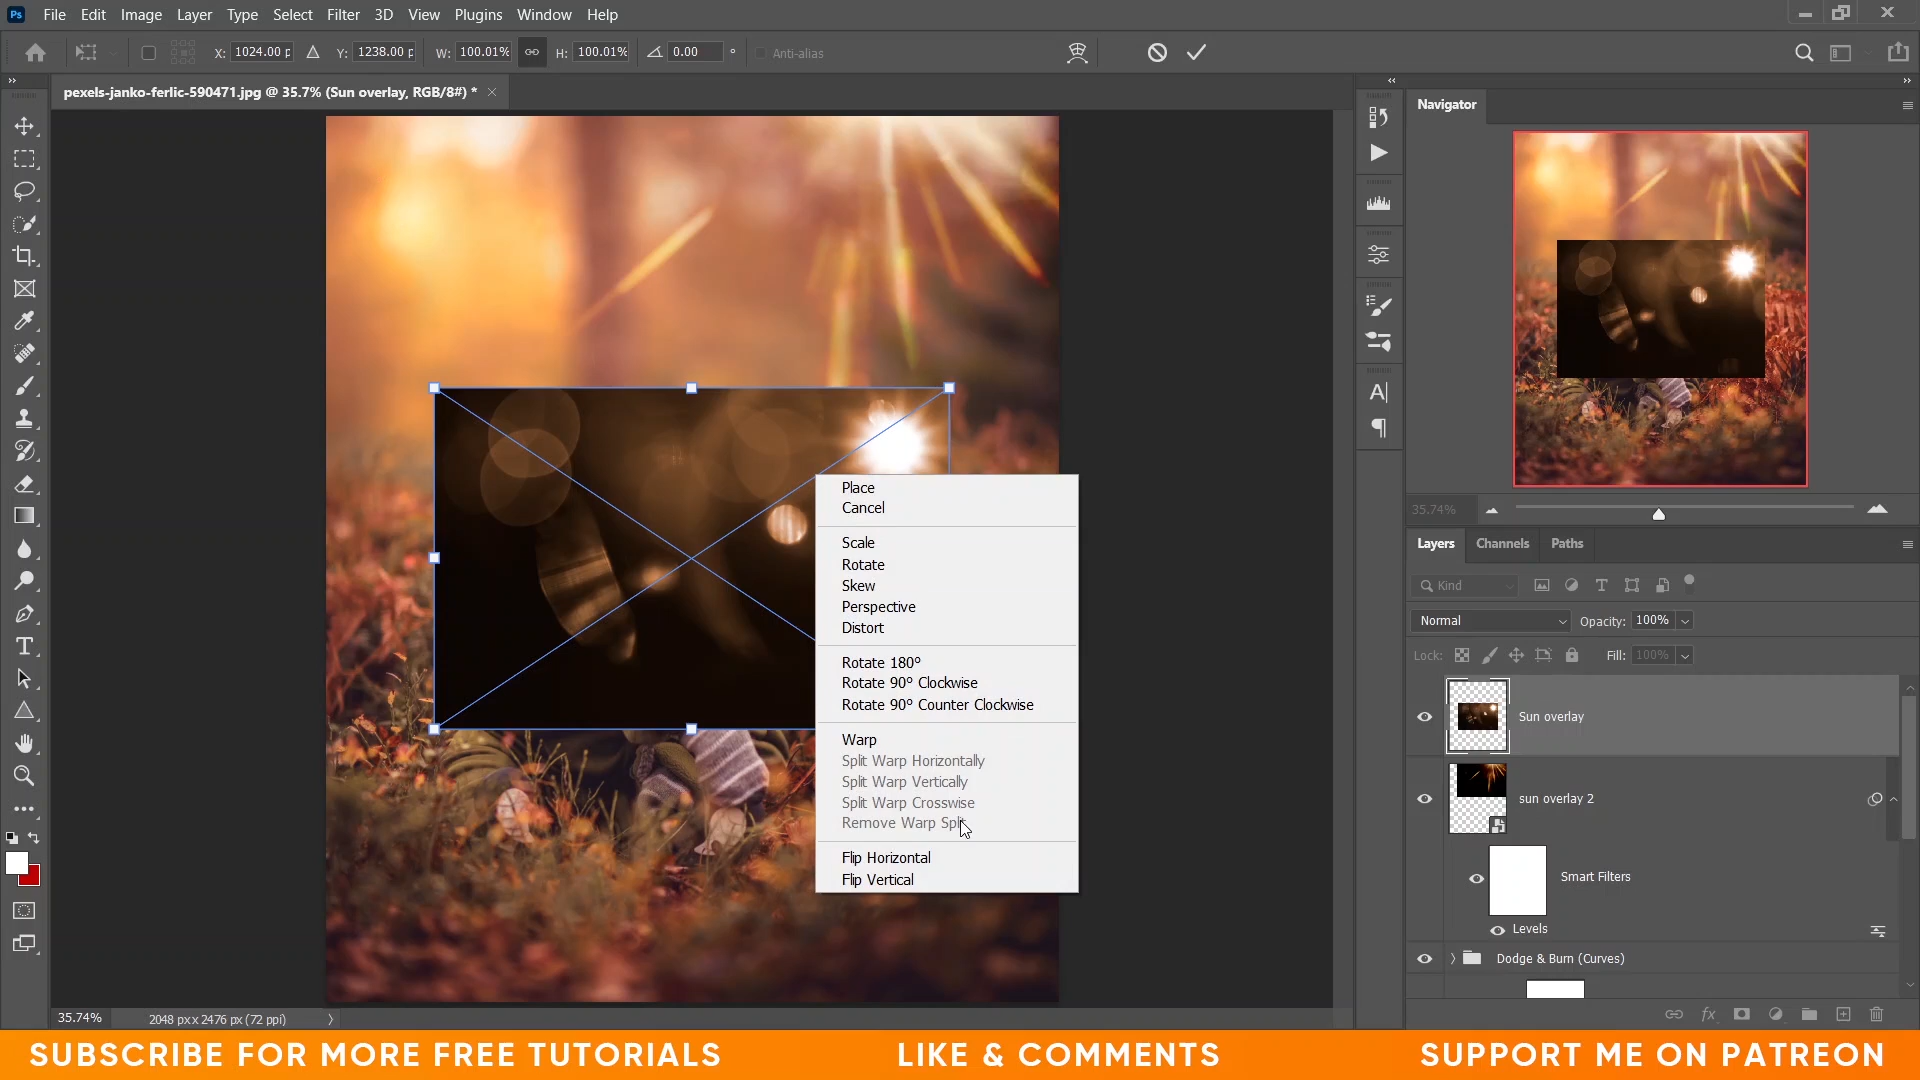 Ps File Edit Image Layer Type Select Filter 3D View Plugins Window Help
X: 1024.00 p Y: 1238.00 p W: 100.01% H: 100.01% 0.00 ° Anti-alias
pexels-janko-ferlic-590471.jpg @ 35.7% (Sun overlay, RGB/8#) *
Navigator
35.74%
Place
Cancel
Scale
Rotate
Skew
Perspective
Distort
Rotate 180°
Rotate 90° Clockwise
Rotate 90° Counter Clockwise
Warp
Split Warp Horizontally
Split Warp Vertically
Split Warp Crosswise
Remove Warp Split
Flip Horizontal
Flip Vertical
Layers Channels Paths
Kind
Normal Opacity: 100%
Lock: Fill: 100%
Sun overlay
sun overlay 2
Smart Filters
Levels
Dodge & Burn (Curves)
fx
35.74% 2048 px x 2476 px (72 ppi)
SUBSCRIBE FOR MORE FREE TUTORIALS LIKE & COMMENTS SUPPORT ME ON PATREON